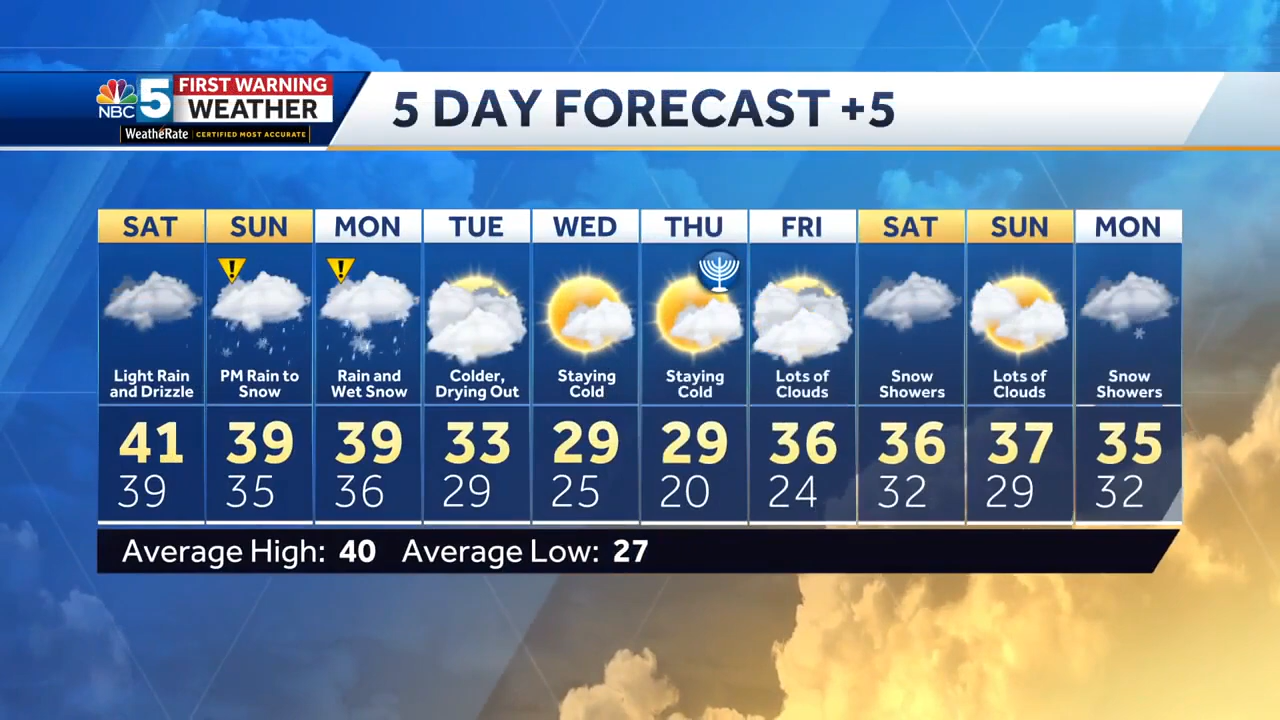 FIRST WARNING
NBC 5 WEATHER
WeatheRate CERTIFIED MOST ACCURATE
5 DAY FORECAST +5
SAT SUN MON TUE WED THU FRI SAT SUN MON
Light Rain PM Rain to Rain and Colder, Staying Staying Lots of Snow Lots of Snow
and Drizzle Snow Wet Snow Drying Out Cold Cold Clouds Showers Clouds Showers
41 39 39 33 29 29 36 36 37 35
39 35 36 29 25 20 24 32 29 32
Average High: 40 Average Low: 27